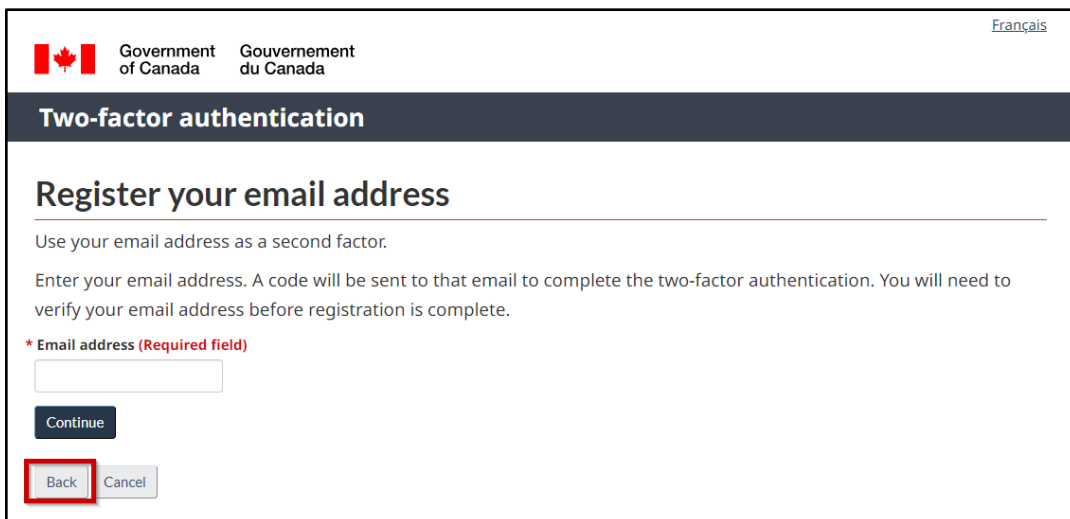 Français
Government Gouvernement
of Canada du Canada
Two-factor authentication
Register your email address
Use your email address as a second factor.
Enter your email address. A code will be sent to that email to complete the two-factor authentication. You will need to
verify your email address before registration is complete.
* Email address (Required field)
Continue
Back Cancel